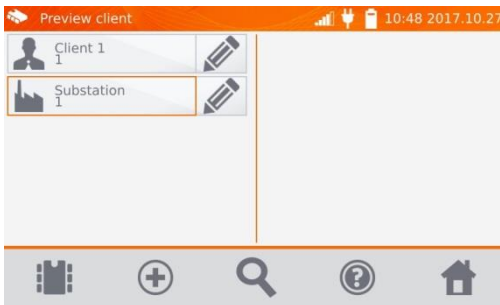 Preview client
10:48 2017.10.27
Client 1
1
Substation
1